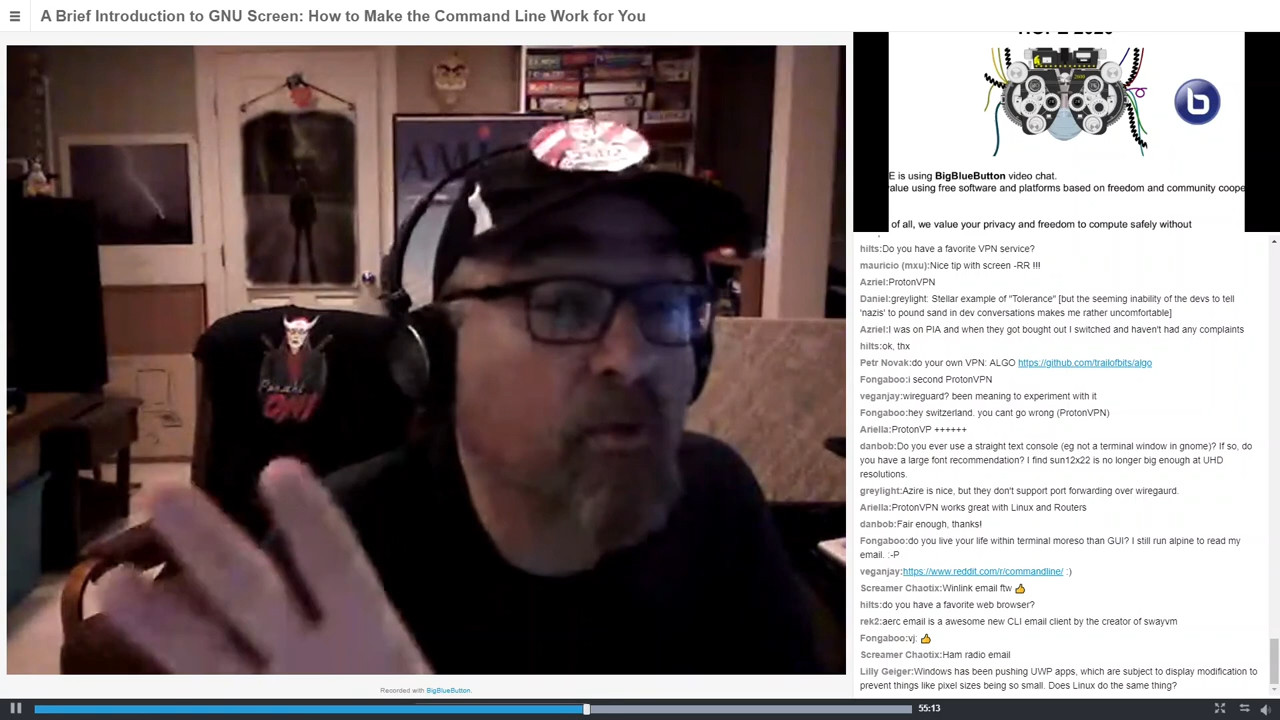 A Brief Introduction to GNU Screen: How to Make the Command Line Work for You
E is using BigBlueButton video chat.
alue using free software and platforms based on freedom and community coope
of all, we value your privacy and freedom to compute safely without
hilts:Do you have a favorite VPN service?
mauricio (mxu):Nice tip with screen -RR !!!
Azriel:ProtonVPN
Daniel:greylight: Stellar example of "Tolerance" [but the seeming inability of the devs to tell
'nazis' to pound sand in dev conversations makes me rather uncomfortable]
Azriel:I was on PIA and when they got bought out I switched and haven't had any complaints
hilts:ok, thx
Petr Novak:do your own VPN: ALGO https://github.com/trailofbits/algo
Fongaboo:i second ProtonVPN
veganjay:wireguard? been meaning to experiment with it
Fongaboo:hey switzerland. you cant go wrong (ProtonVPN)
Ariella:ProtonVP ++++++
danbob:Do you ever use a straight text console (eg not a terminal window in gnome)? If so, do
you have a large font recommendation? I find sun12x22 is no longer big enough at UHD
resolutions.
greylight:Azire is nice, but they don't support port forwarding over wiregaurd.
Ariella:ProtonVPN works great with Linux and Routers
danbob:Fair enough, thanks!
Fongaboo:do you live your life within terminal moreso than GUI? I still run alpine to read my
email. :-P
veganjay:https://www.reddit.com/r/commandline/ :)
Screamer Chaotix:Winlink email ftw 👍
hilts:do you have a favorite web browser?
rek2:aerc email is a awesome new CLI email client by the creator of swayvm
Fongaboo:vj: 👍
Screamer Chaotix:Ham radio email
Lilly Geiger:Windows has been pushing UWP apps, which are subject to display modification to
prevent things like pixel sizes being so small. Does Linux do the same thing?
Recorded with BigBlueButton.
55:13